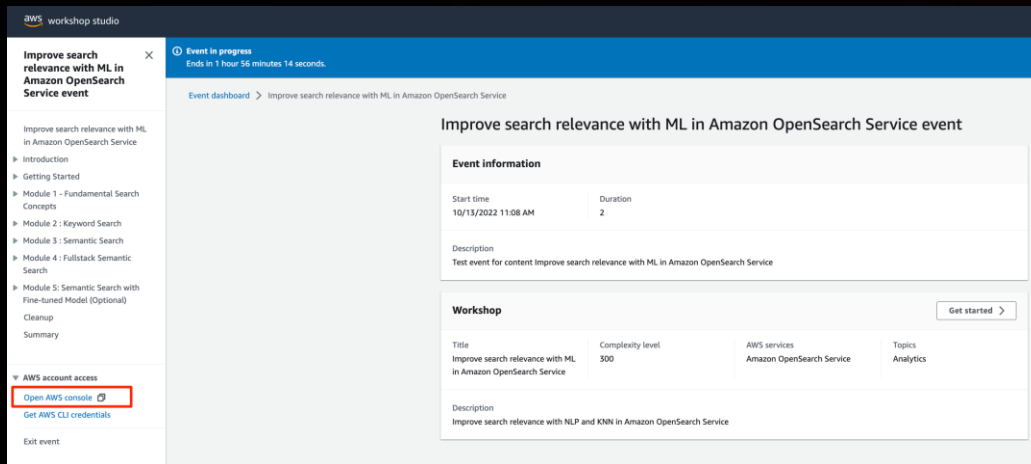 aws workshop studio
Improve search
relevance with ML in
Amazon OpenSearch
Service event
Improve search relevance with ML
in Amazon OpenSearch Service
Introduction
Getting Started
Module 1 - Fundamental Search
Concepts
Module 2 : Keyword Search
Module 3 : Semantic Search
Module 4 : Fullstack Semantic
Search
Module 5: Semantic Search with
Fine-tuned Model (Optional)
Cleanup
Summary
AWS account access
Open AWS console
Get AWS CLI credentials
Exit event
Event in progress
Ends in 1 hour 56 minutes 14 seconds.
Event dashboard > Improve search relevance with ML in Amazon OpenSearch Service
Improve search relevance with ML in Amazon OpenSearch Service event
Event information
Start time Duration
10/13/2022 11:08 AM 2
Description
Test event for content Improve search relevance with ML in Amazon OpenSearch Service
Workshop Get started >
Title Complexity level AWS services Topics
Improve search relevance with ML 300 Amazon OpenSearch Service Analytics
in Amazon OpenSearch Service
Description
Improve search relevance with NLP and KNN in Amazon OpenSearch Service